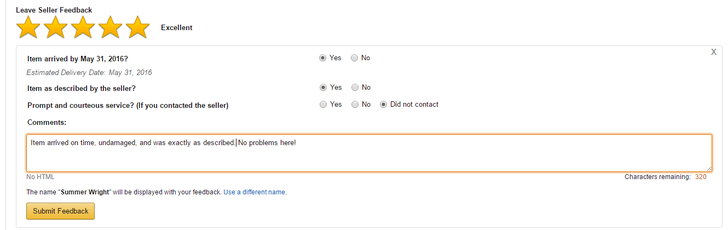 Leave Seller Feedback
Excellent
X
Item arrived by May 31, 2016? Yes No
Estimated Delivery Date: May 31, 2016
Item as described by the seller? Yes No
Prompt and courteous service? (If you contacted the seller) Yes No Did not contact
Comments:
Item arrived on time, undamaged, and was exactly as described. No problems here!
No HTML Characters remaining: 320
The name "Summer Wright" will be displayed with your feedback. Use a different name.
Submit Feedback